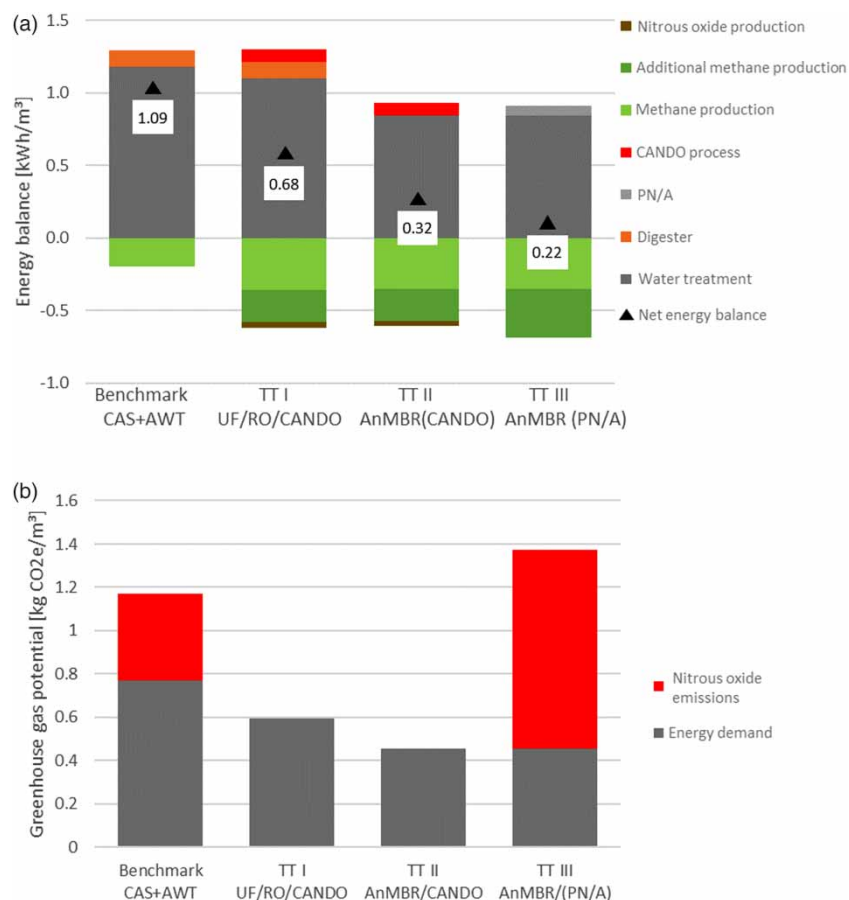 (a)
Energy balance [kWh/m³]
1.5
1.0
0.5
0.0
-0.5
-1.0
1.09
0.68
0.32
0.22
Benchmark
CAS+AWT
TT I
UF/RO/CANDO
TT II
AnMBR(CANDO)
TT III
AnMBR (PN/A)
Nitrous oxide production
Additional methane production
Methane production
CANDO process
PN/A
Digester
Water treatment
Net energy balance
(b)
Greenhouse gas potential [kg CO2e/m³]
1.6
1.4
1.2
1
0.8
0.6
0.4
0.2
0
Benchmark
CAS+AWT
TT I
UF/RO/CANDO
TT II
AnMBR/CANDO
TT III
AnMBR/(PN/A)
Nitrous oxide
emissions
Energy demand